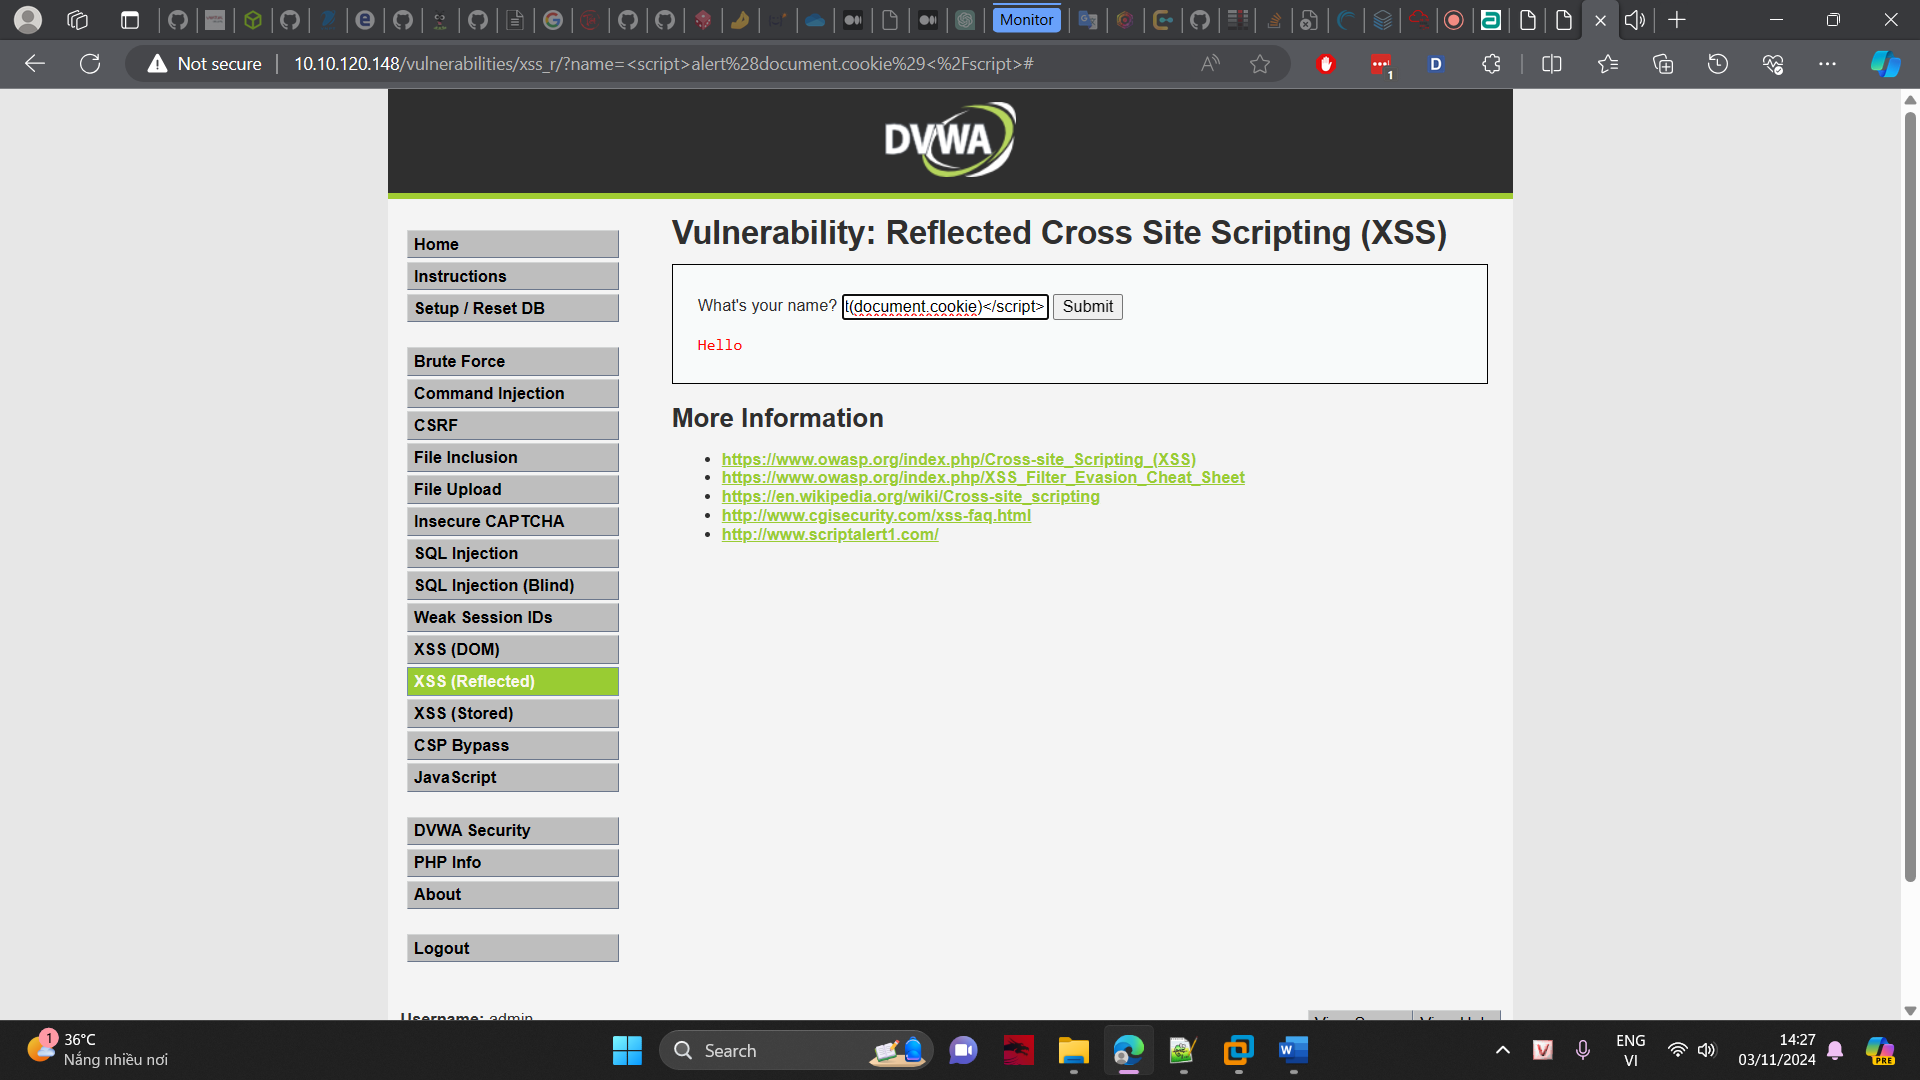 Monitor
Not secure
10.10.120.148/vulnerabilities/xss_r/?name=<script>alert%28document.cookie%29<%2Fscript>#
1
D
DVWA
Home
Instructions
Setup / Reset DB
Brute Force
Command Injection
CSRF
File Inclusion
File Upload
Insecure CAPTCHA
SQL Injection
SQL Injection (Blind)
Weak Session IDs
XSS (DOM)
XSS (Reflected)
XSS (Stored)
CSP Bypass
JavaScript
DVWA Security
PHP Info
About
Logout
Vulnerability: Reflected Cross Site Scripting (XSS)
What's your name? t(document.cookie)</script> Submit
Hello
More Information
https://www.owasp.org/index.php/Cross-site_Scripting_(XSS)
https://www.owasp.org/index.php/XSS_Filter_Evasion_Cheat_Sheet
https://en.wikipedia.org/wiki/Cross-site_scripting
http://www.cgisecurity.com/xss-faq.html
http://www.scriptalert1.com/
Username: admin
1
36°C
Nắng nhiều nơi
Search
ENG
VI
14:27
03/11/2024
PRE